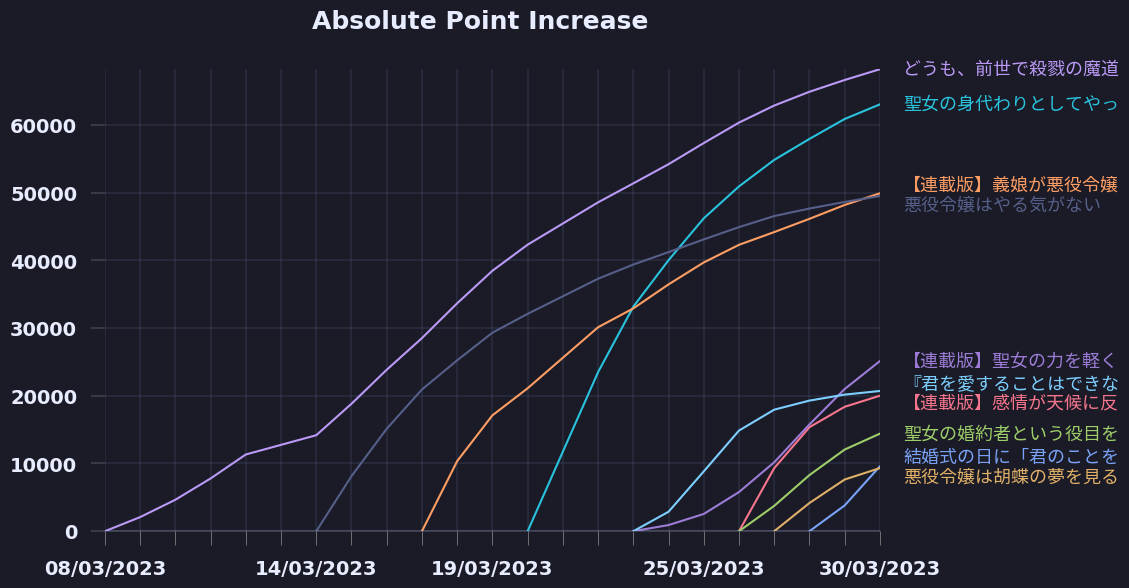 Absolute Point Increase
どうも、前世で殺戮の魔道
聖女の身代わりとしてやっ
【連載版】義娘が悪役令嬢
悪役令嬢はやる気がない
【連載版】聖女の力を軽く
『君を愛することはできな
【連載版】感情が天候に反
聖女の婚約者という役目を
結婚式の日に「君のことを
悪役令嬢は胡蝶の夢を見る
60000
50000
40000
30000
20000
10000
0
08/03/2023 14/03/2023 19/03/2023 25/03/2023 30/03/2023